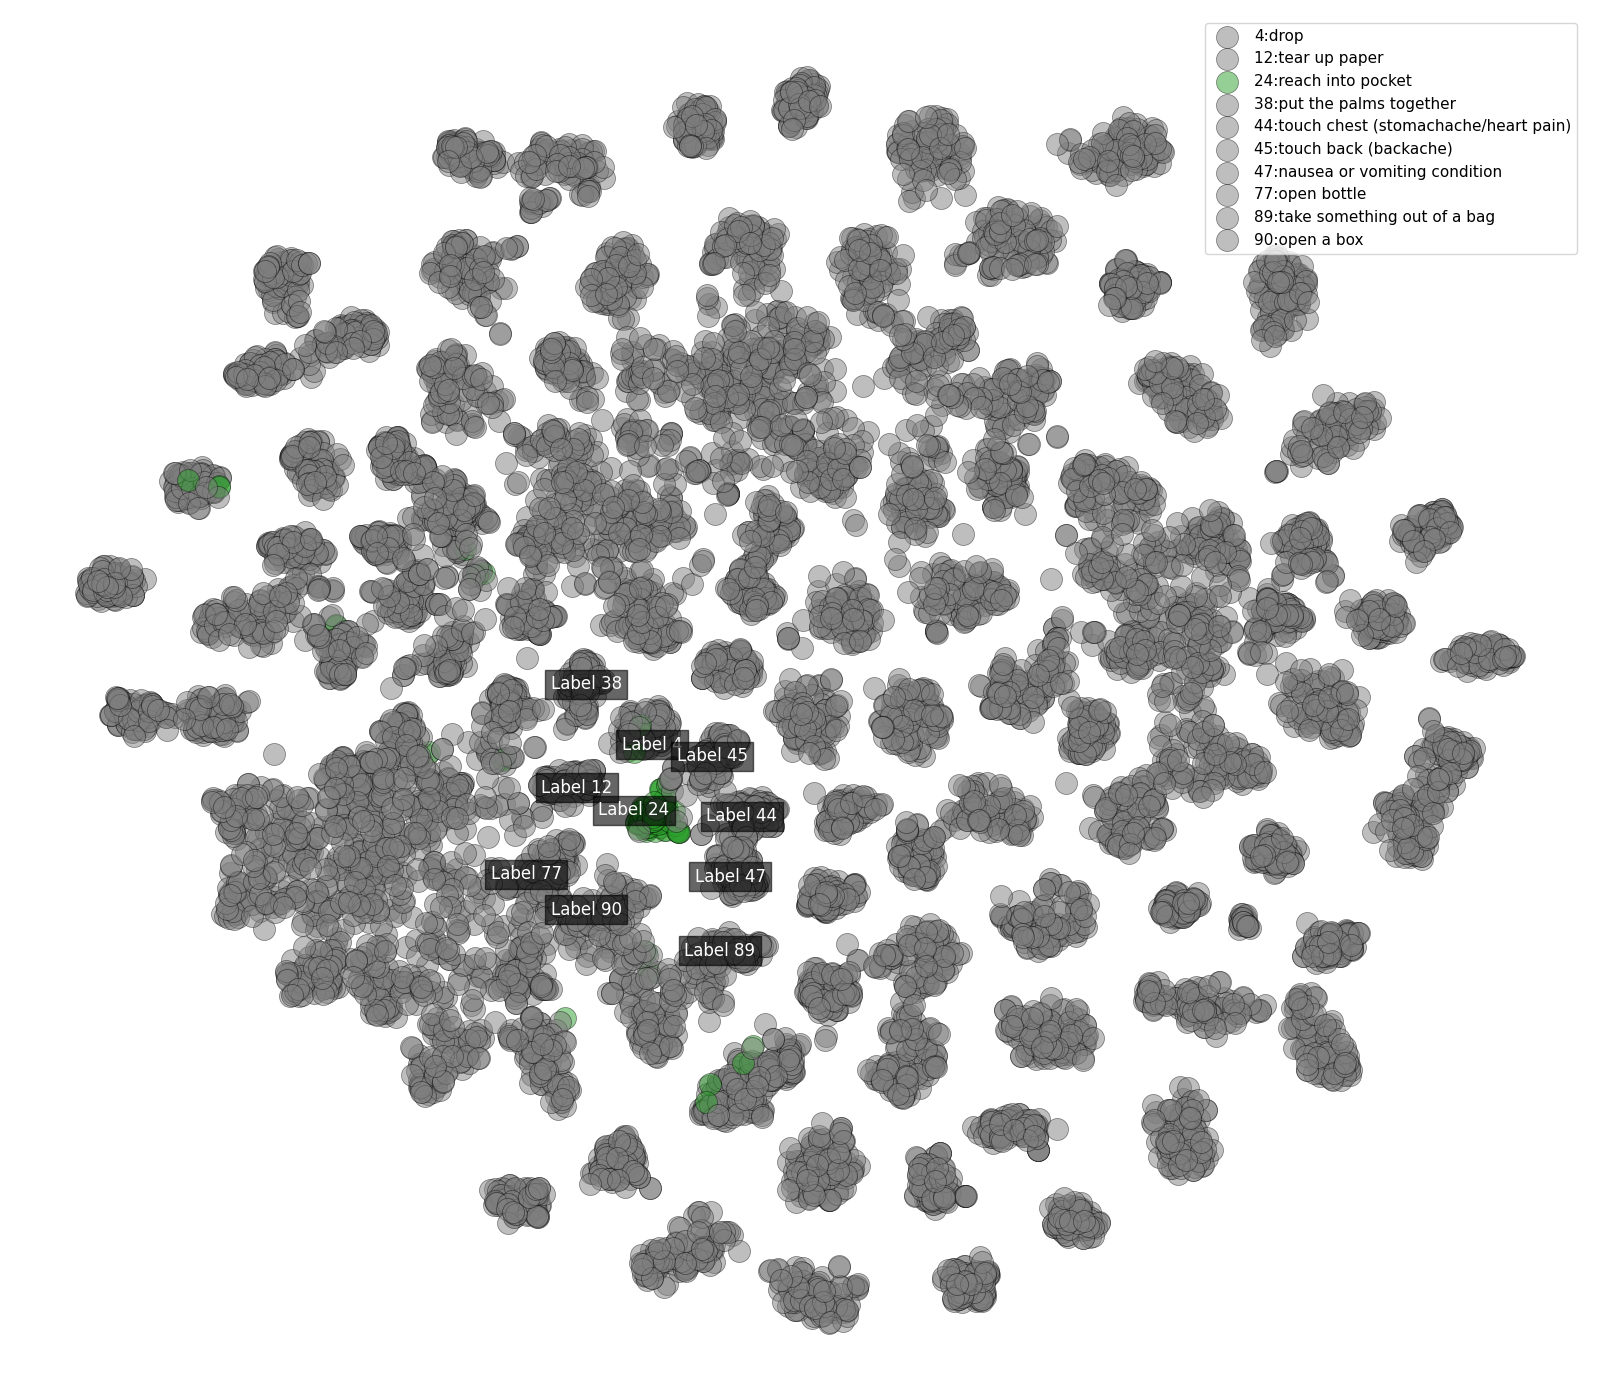 4:drop
12:tear up paper
24:reach into pocket
38:put the palms together
44:touch chest (stomachache/heart pain)
45:touch back (backache)
47:nausea or vomiting condition
77:open bottle
89:take something out of a bag
90:open a box
Label 38
Label 4
Label 45
Label 12
Label 24
Label 44
Label 77
Label 47
Label 90
Label 89